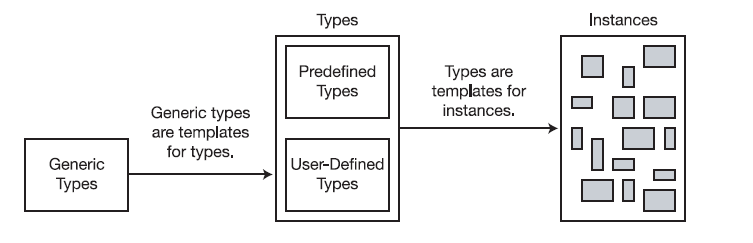 Types
Instances
Predefined
Types
Types are
templates for
instances.
Generic types
are templates
for types.
Generic
Types
User-Defined
Types